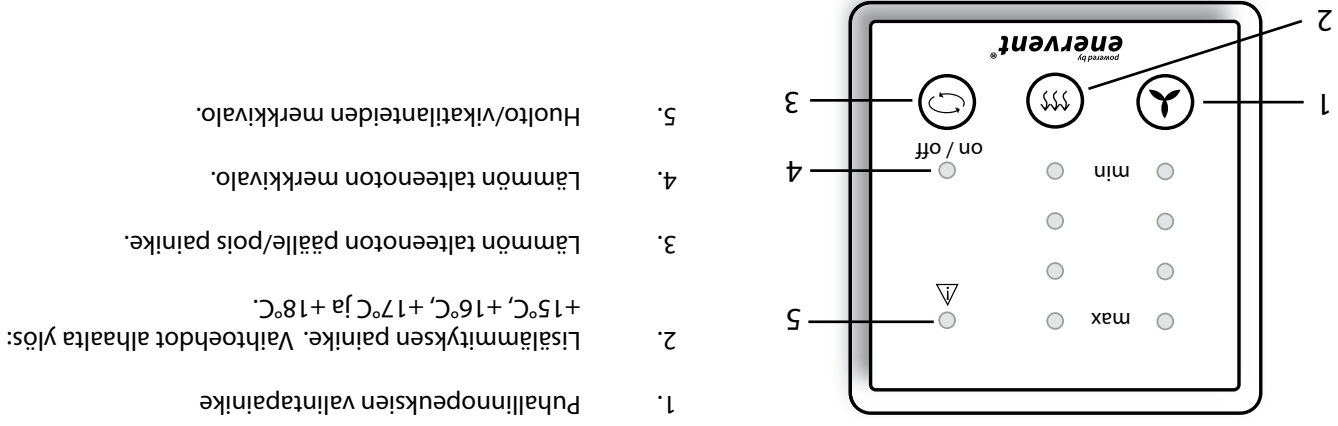 1. Puhallinnopeuksien valintapainike
2. Lisälämmityksen painike. Vaihtoehdot alhaalta ylös:
+15°C, +16°C, +17°C ja +18°C.
3. Lämmön talteenoton päälle/pois painike.
4. Lämmön talteenoton merkkivalo.
5. Huolto/vikatilanteiden merkkivalo.
max
5
min
4
on / off
1
3
2
powered by
enervent®